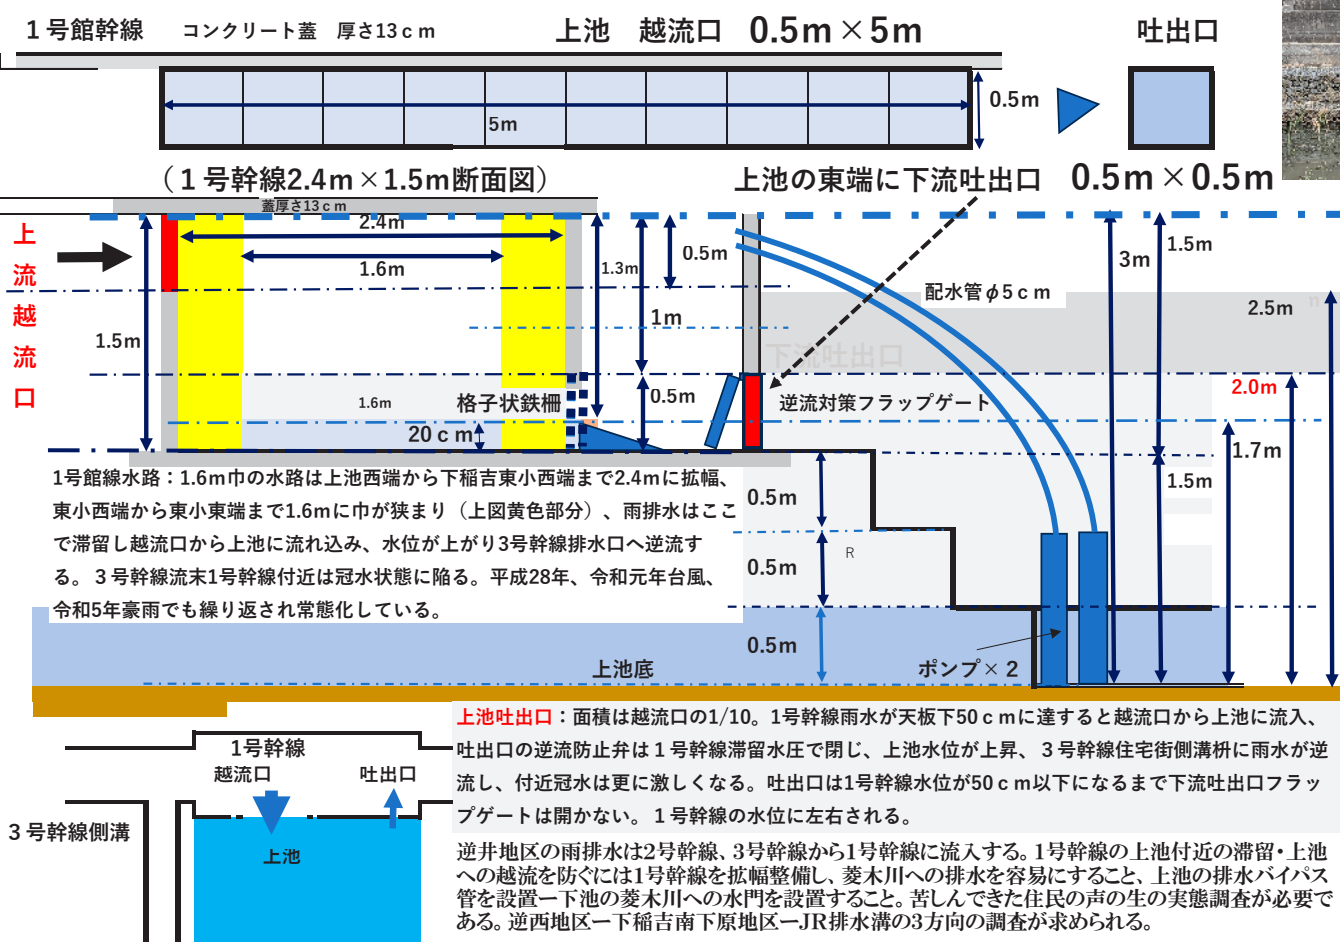 １号館幹線　コンクリート蓋　厚さ13ｃｍ　上池　越流口　0.5m×5m　吐出口
0.5m
5m
（１号幹線2.4m×1.5m断面図）　上池の東端に下流吐出口　0.5m×0.5m
蓋厚さ13ｃｍ
上流越流口
2.4m
1.6m
1.3m
0.5m
1.5m
3m
配水管φ5ｃｍ
2.5m
1m
1.5m
下流吐出口
2.0m
1.6m
格子状鉄柵
0.5m
逆流対策フラップゲート
20ｃｍ
1.7m
1.5m
1号館線水路：1.6m巾の水路は上池西端から下稲吉東小西端まで2.4mに拡幅、
東小西端から東小東端まで1.6mに巾が狭まり（上図黄色部分）、雨排水はここ
で滞留し越流口から上池に流れ込み、水位が上がり3号幹線排水口へ逆流す
る。３号幹線流末1号幹線付近は冠水状態に陥る。平成28年、令和元年台風、
令和5年豪雨でも繰り返され常態化している。
0.5m
R
0.5m
0.5m
上池底
ポンプ×２
上池吐出口：面積は越流口の1/10。1号幹線雨水が天板下50ｃｍに達すると越流口から上池に流入、
吐出口の逆流防止弁は１号幹線滞留水圧で閉じ、上池水位が上昇、３号幹線住宅街側溝枡に雨水が逆
流し、付近冠水は更に激しくなる。吐出口は1号幹線水位が50ｃｍ以下になるまで下流吐出口フラッ
プゲートは開かない。１号幹線の水位に左右される。
1号幹線
越流口
吐出口
３号幹線側溝
上池
逆井地区の雨排水は2号幹線、3号幹線から1号幹線に流入する。1号幹線の上池付近の滞留・上池
への越流を防ぐには1号幹線を拡幅整備し、菱木川への排水を容易にすること、上池の排水バイパス
管を設置ー下池の菱木川への水門を設置すること。苦しんできた住民の声の生の実態調査が必要で
ある。逆西地区ー下稲吉南下原地区ーJR排水溝の3方向の調査が求められる。